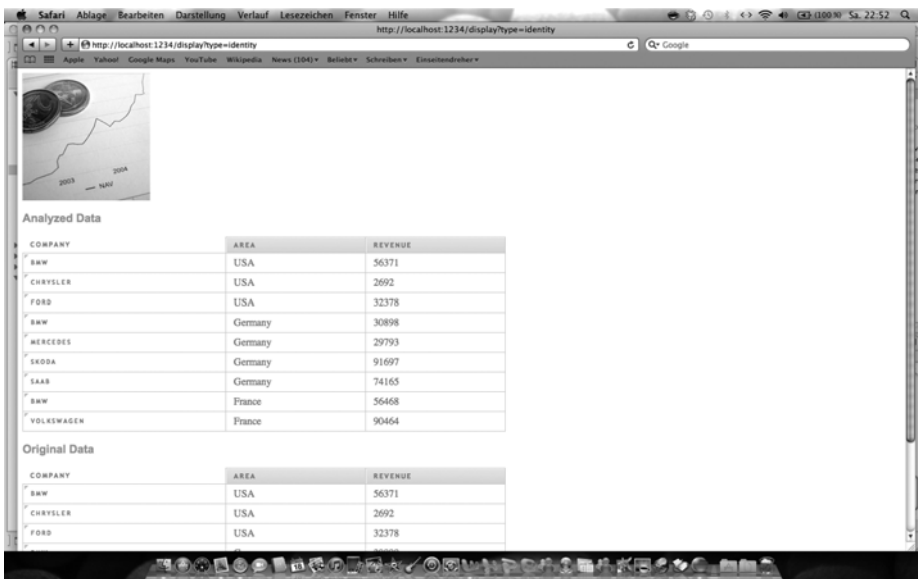 Safari Ablage Bearbeiten Darstellung Verlauf Lesezeichen Fenster Hilfe (100%) Sa. 22:52
http://localhost:1234/display?type=identity
http://localhost:1234/display?type=identity Google
Apple Yahoo! Google Maps YouTube Wikipedia News (104) Beliebt Schreiben Einseitendreher
2003 2004
NAV
Analyzed Data
COMPANY AREA REVENUE
BMW USA 56371
CHRYSLER USA 2692
FORD USA 32378
BMW Germany 30898
MERCEDES Germany 29793
SKODA Germany 91697
SAAB Germany 74165
BMW France 56468
VOLKSWAGEN France 90464
Original Data
COMPANY AREA REVENUE
BMW USA 56371
CHRYSLER USA 2692
FORD USA 32378